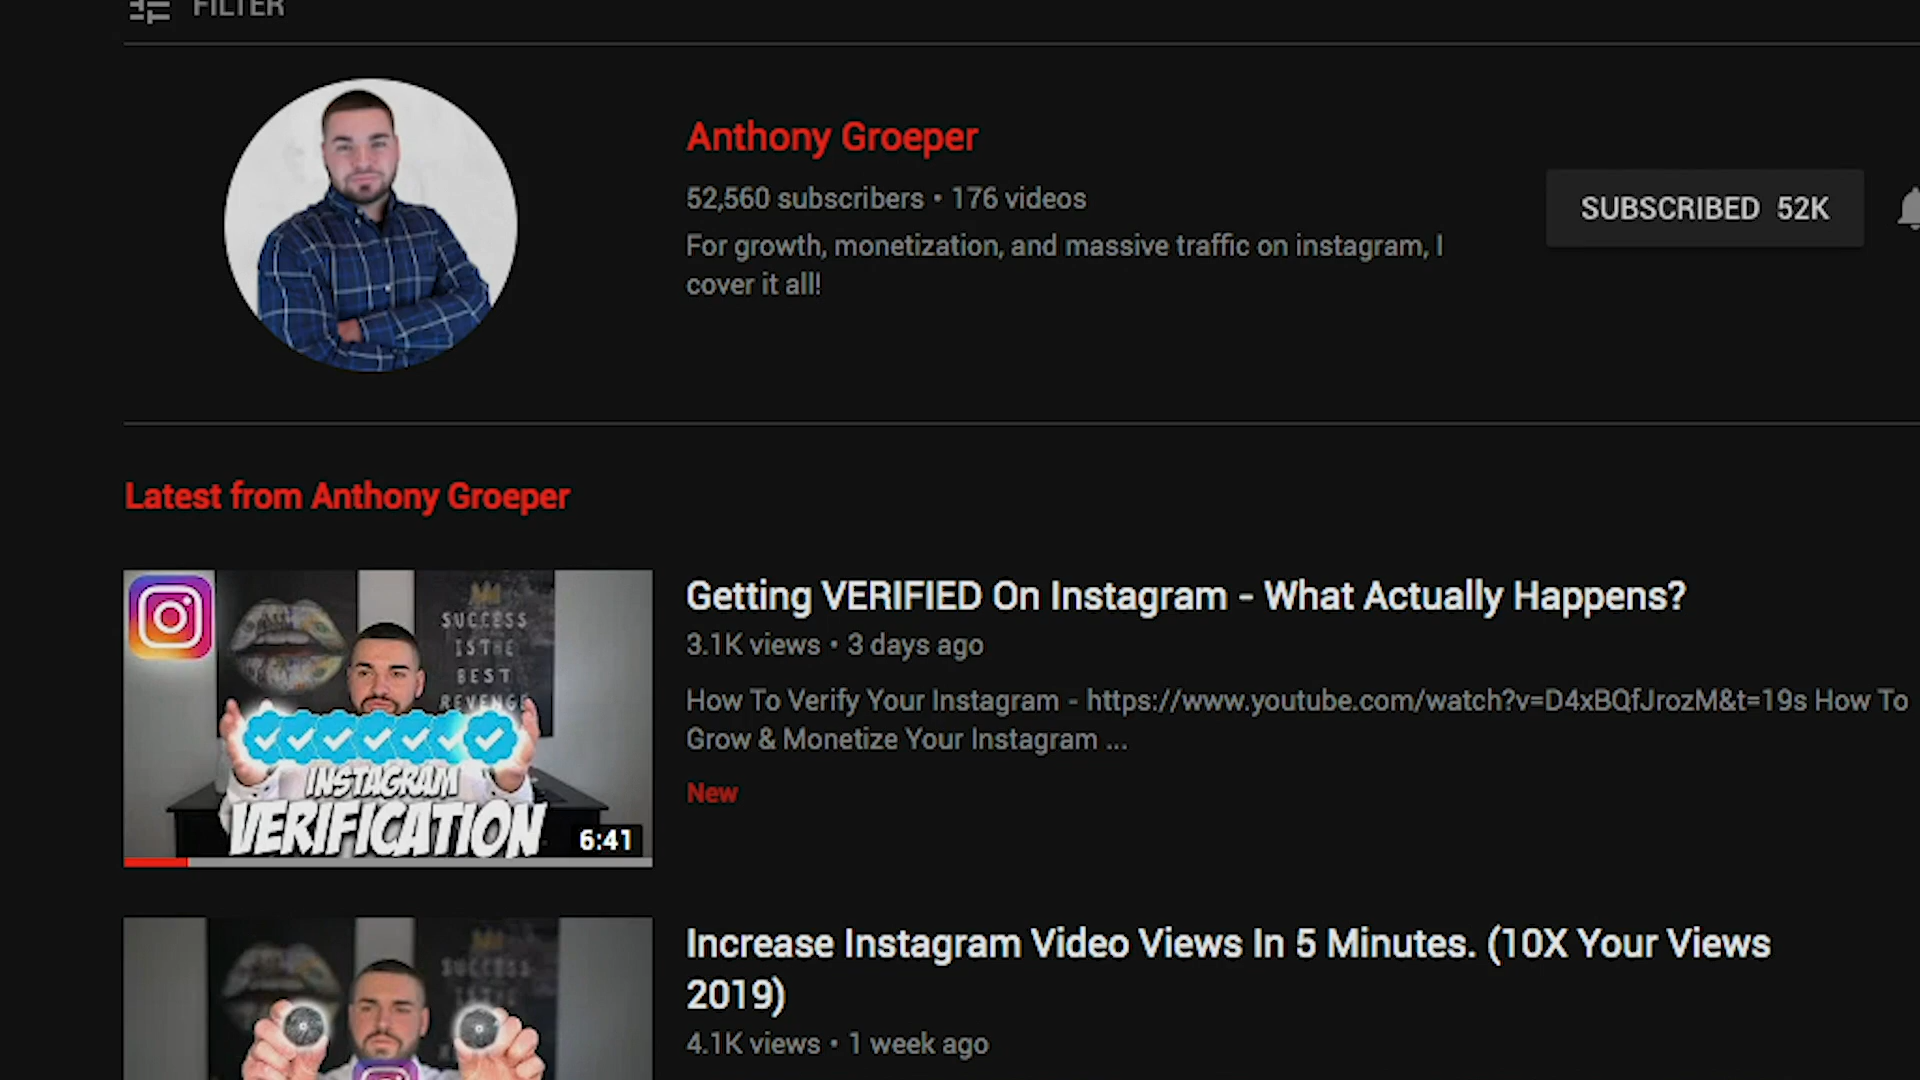 FILTER
Anthony Groeper
52,560 subscribers • 176 videos
SUBSCRIBED 52K
For growth, monetization, and massive traffic on instagram, I
cover it all!
Latest from Anthony Groeper
SUCCESS
IS THE
BEST
REVENGE
INSTAGRAM
VERIFICATION
6:41
Getting VERIFIED On Instagram - What Actually Happens?
3.1K views • 3 days ago
How To Verify Your Instagram - https://www.youtube.com/watch?v=D4xBQfJrozM&t=19s How To
Grow & Monetize Your Instagram ...
New
SUCCESS
Increase Instagram Video Views In 5 Minutes. (10X Your Views
2019)
4.1K views • 1 week ago